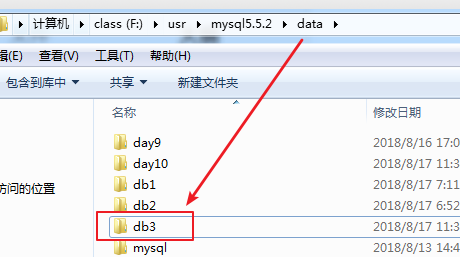 计算机 ▸ class (F:) ▸ usr ▸ mysql5.5.2 ▸ data ▸
(E) 查看(V) 工具(T) 帮助(H)
包含到库中 共享 新建文件夹
名称 修改日期
day9 2018/8/16 17:0
day10 2018/8/17 11:3
db1 2018/8/17 7:11
访问的位置 db2 2018/8/17 6:52
db3 2018/8/17 11:3
mysql 2018/8/13 14:4